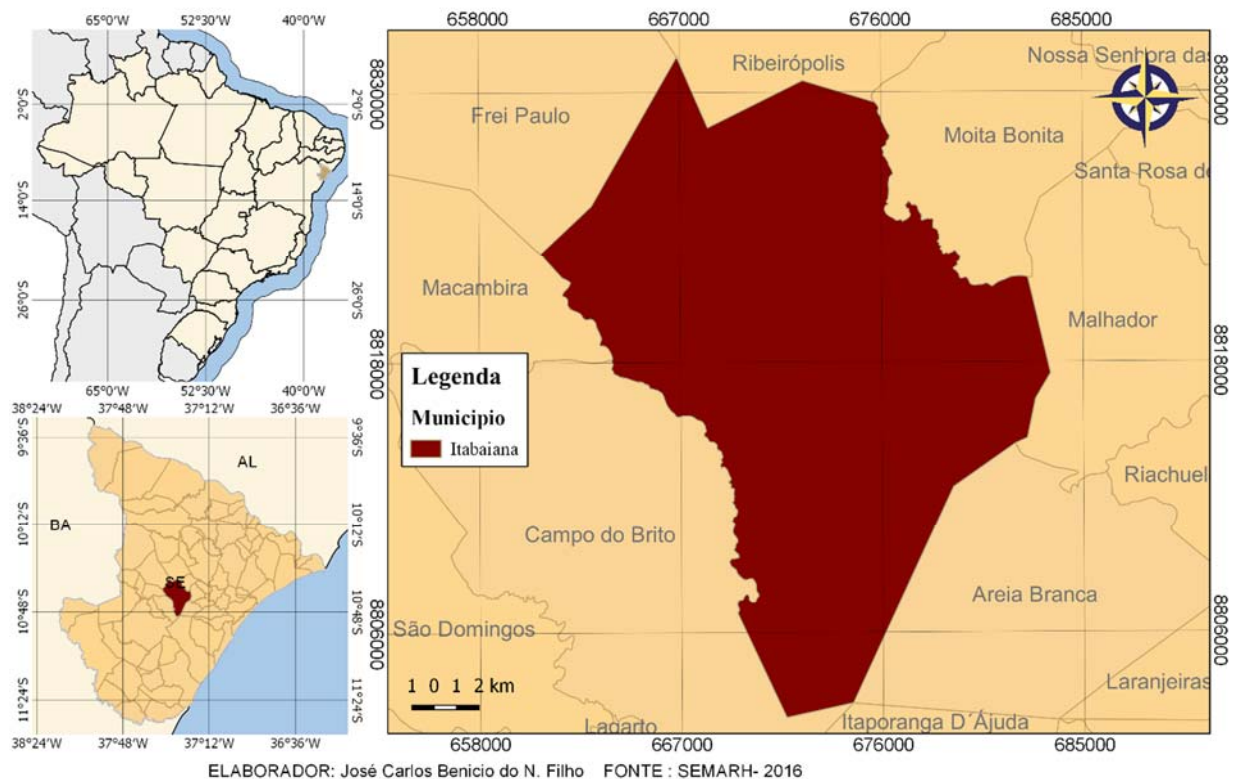 65°0'W 52°30'W 40°0'W
2°0'S
14°0'S
26°0'S
2°0'S
14°0'S
26°0'S
65°0'W 52°30'W 40°0'W
38°24'W 37°48'W 37°12'W 36°36'W
9°36'S
10°12'S
10°48'S
11°24'S
AL
BA
SE
9°36'S
10°12'S
10°48'S
11°24'S
38°24'W 37°48'W 37°12'W 36°36'W
658000 667000 676000 685000
8830000
8818000
8806000
Ribeirópolis
Nossa Senhora das
Frei Paulo
Moita Bonita
Santa Rosa de
Macambira
Malhador
Legenda
Municipio
Itabaiana
Riachuel
Campo do Brito
Areia Branca
São Domingos
Laranjeiras
1 0 1 2 km
Lagarto
Itaporanga D´Ájuda
8830000
8818000
8806000
658000 667000 676000 685000
ELABORADOR: José Carlos Benicio do N. Filho FONTE : SEMARH- 2016